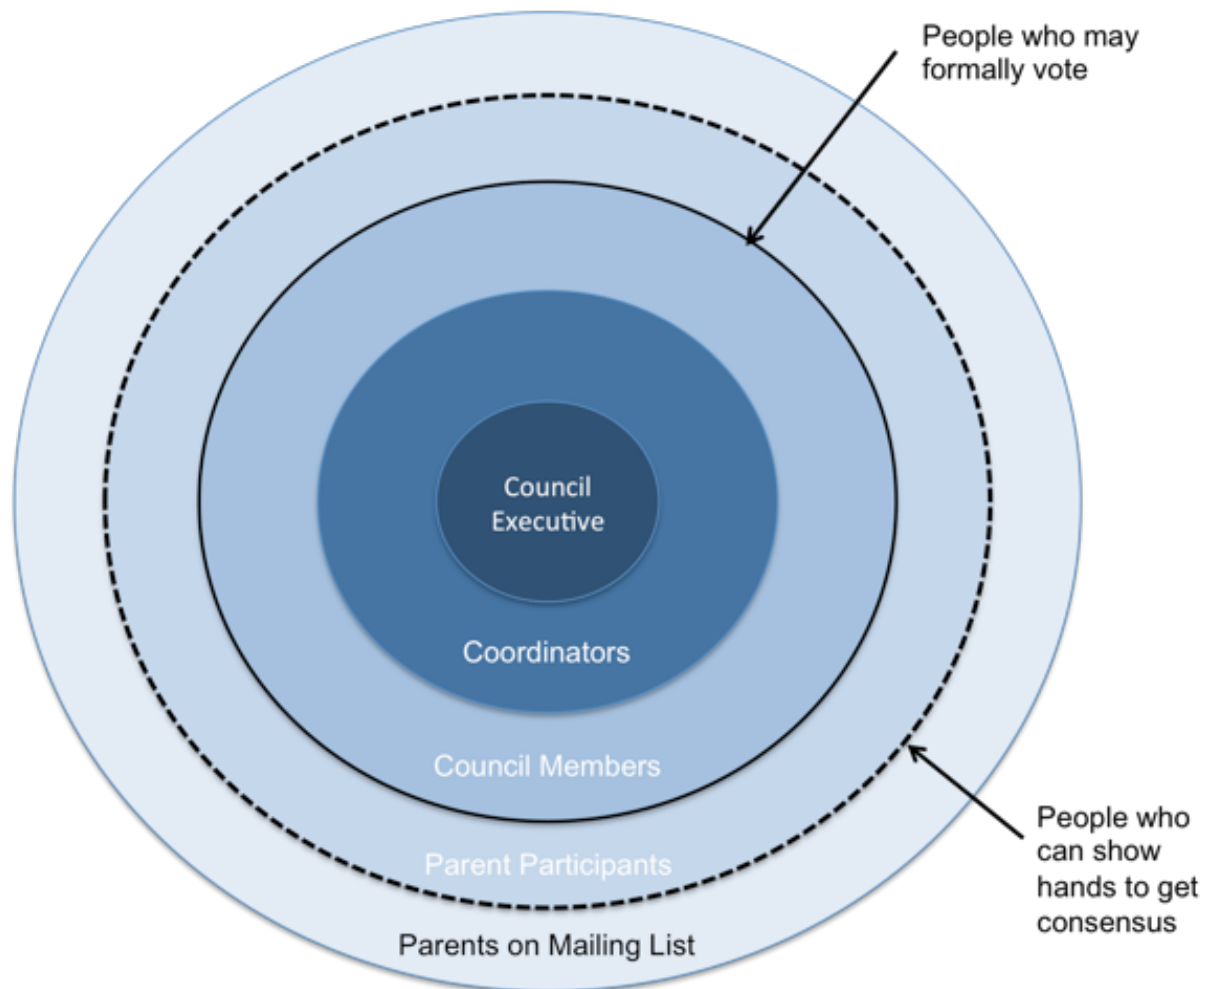 People who may
formally vote
Council
Executive
Coordinators
Council Members
Parent Participants
Parents on Mailing List
People who
can show
hands to get
consensus